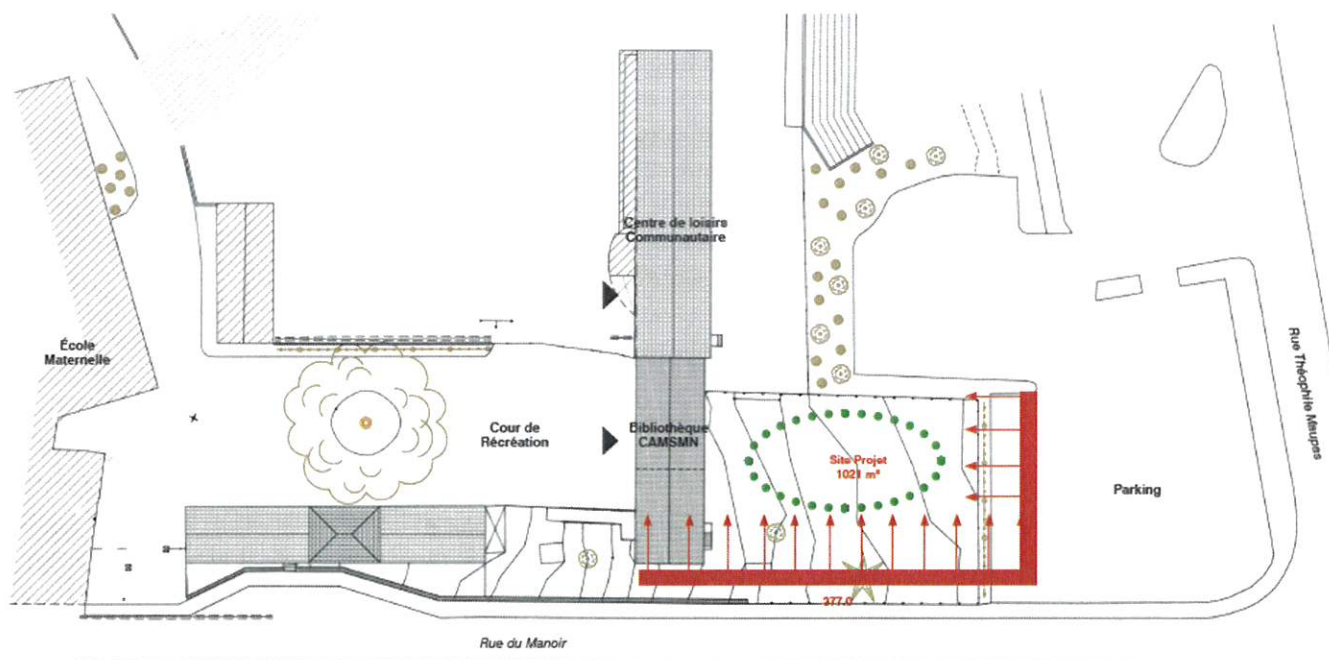 Centre de loisirs
Communautaire
École
Maternelle
Rue Théophile Maupas
Cour de
Récréation
Bibliothèque
CAMSMN
Site Projet
1021 m²
Parking
377.0
Rue du Manoir